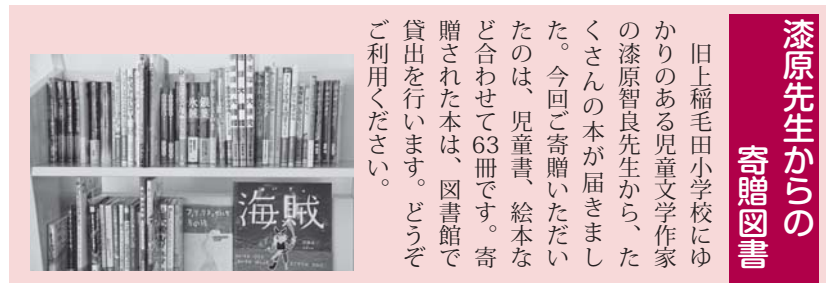 漆原先生からの
寄贈図書
旧上稲毛田小学校にゆ
かりのある児童文学作家
の漆原智良先生から、た
くさんの本が届きまし
た。今回ご寄贈いただい
たのは、児童書、絵本な
ど合わせて63冊です。寄
贈された本は、図書館で
貸出を行います。どうぞ
ご利用ください。
海賊